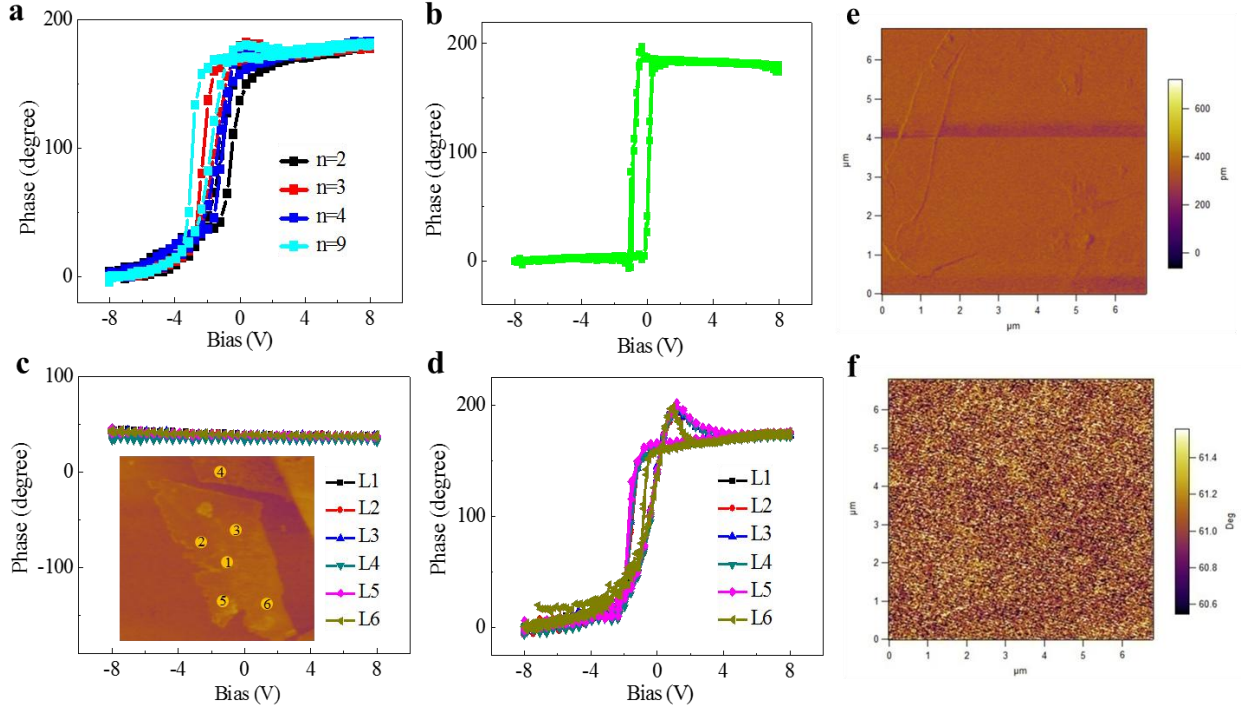 a
200
100
0
Phase (degree)
-8 -4 0 4 8
Bias (V)
n=2
n=3
n=4
n=9
b
200
100
0
Phase (degree)
-8 -4 0 4 8
Bias (V)
e
6
5
4
3
2
1
0
µm
0 1 2 3 4 5 6
µm
600
400
200
0
pm
c
100
0
-100
Phase (degree)
-8 -4 0 4 8
Bias (V)
4
3
2
1
5
6
L1
L2
L3
L4
L5
L6
d
200
100
0
Phase (degree)
-8 -4 0 4 8
Bias (V)
L1
L2
L3
L4
L5
L6
f
6
5
4
3
2
1
0
µm
0 1 2 3 4 5 6
µm
61.4
61.2
61.0
60.8
60.6
Deg